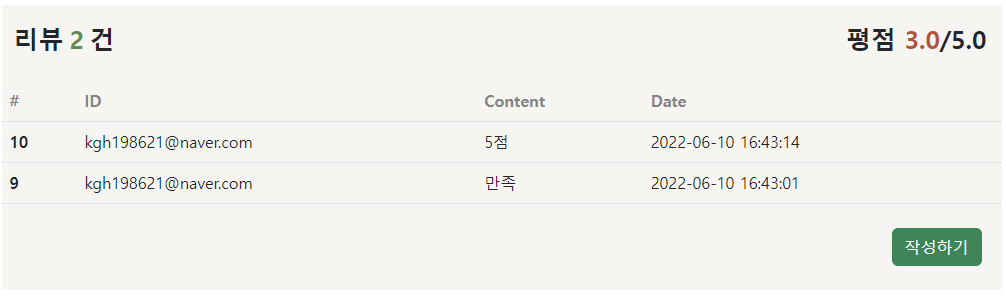 리뷰 2 건 평점 3.0/5.0
# ID Content Date
10 kgh198621@naver.com 5점 2022-06-10 16:43:14
9 kgh198621@naver.com 만족 2022-06-10 16:43:01
작성하기